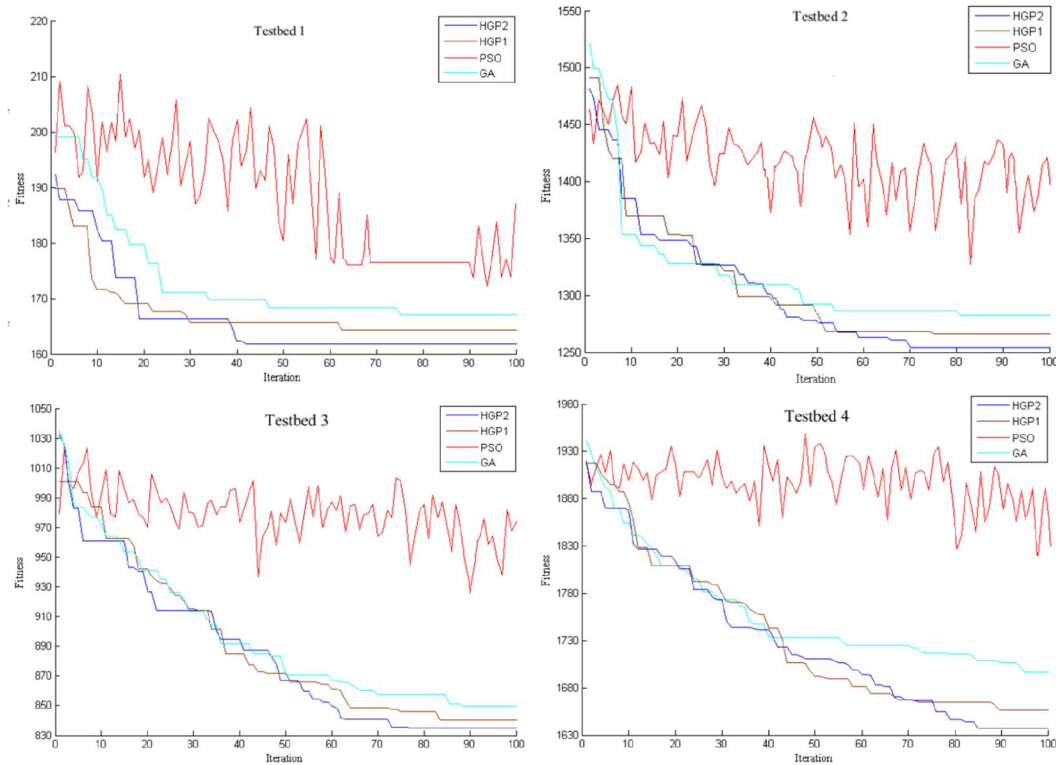 Testbed 1
HGP2
HGP1
PSO
GA
Fitness
220
210
200
190
180
170
160
0 10 20 30 40 50 60 70 80 90 100
Iteration
Testbed 2
HGP2
HGP1
PSO
GA
Fitness
1550
1500
1450
1400
1350
1300
1250
0 10 20 30 40 50 60 70 80 90 100
Iteration
Testbed 3
HGP2
HGP1
PSO
GA
Fitness
1050
1030
1010
990
970
950
930
910
890
870
850
830
0 10 20 30 40 50 60 70 80 90 100
Iteration
Testbed 4
HGP2
HGP1
PSO
GA
Fitness
1980
1930
1880
1830
1780
1730
1680
1630
0 10 20 30 40 50 60 70 80 90 100
Iteration